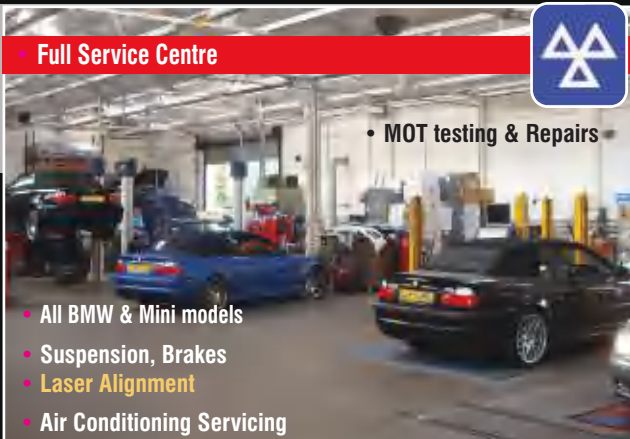 • Full Service Centre
• MOT testing & Repairs
• All BMW & Mini models
• Suspension, Brakes
• Laser Alignment
• Air Conditioning Servicing